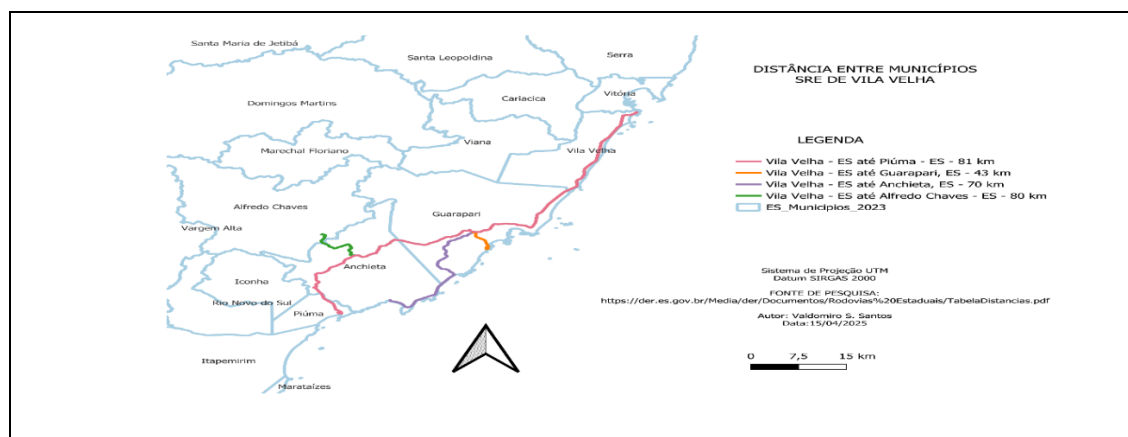 Santa Maria de Jetibá
Santa Leopoldina
Serra
Domingos Martins
Cariacica
Vitória
Viana
Marechal Floriano
Vila Velha
Alfredo Chaves
Guarapari
Vargem Alta
Anchieta
Iconha
Rio Novo do Sul
Piúma
Itapemirim
Marataízes
DISTÂNCIA ENTRE MUNICÍPIOS
SRE DE VILA VELHA
LEGENDA
Vila Velha - ES até Piúma - ES - 81 km
Vila Velha - ES até Guarapari, ES - 43 km
Vila Velha - ES até Anchieta, ES - 70 km
Vila Velha - ES até Alfredo Chaves - ES - 80 km
ES_Municípios_2023
Sistema de Projeção UTM
Datum SIRGAS 2000
FONTE DE PESQUISA:
https://der.es.gov.br/Media/der/Documentos/Rodovias%20Estaduais/TabelaDistancias.pdf
Autor: Valdomiro S. Santos
Data:15/04/2025
0 7,5 15 km